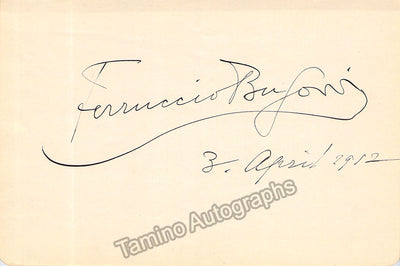 Ferruccio Busoni
3. April 1912
Tamino Autographs